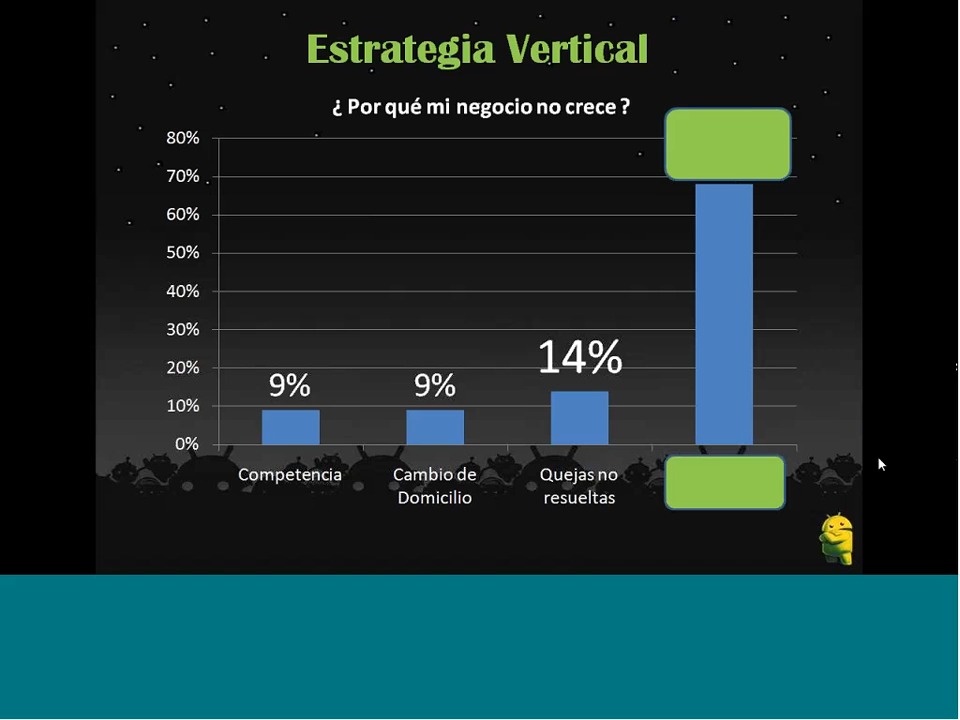 Estrategia Vertical
¿ Por qué mi negocio no crece ?
80%
70%
60%
50%
40%
30%
20%
10%
0%
9%
9%
14%
Competencia
Cambio de
Domicilio
Quejas no
resueltas